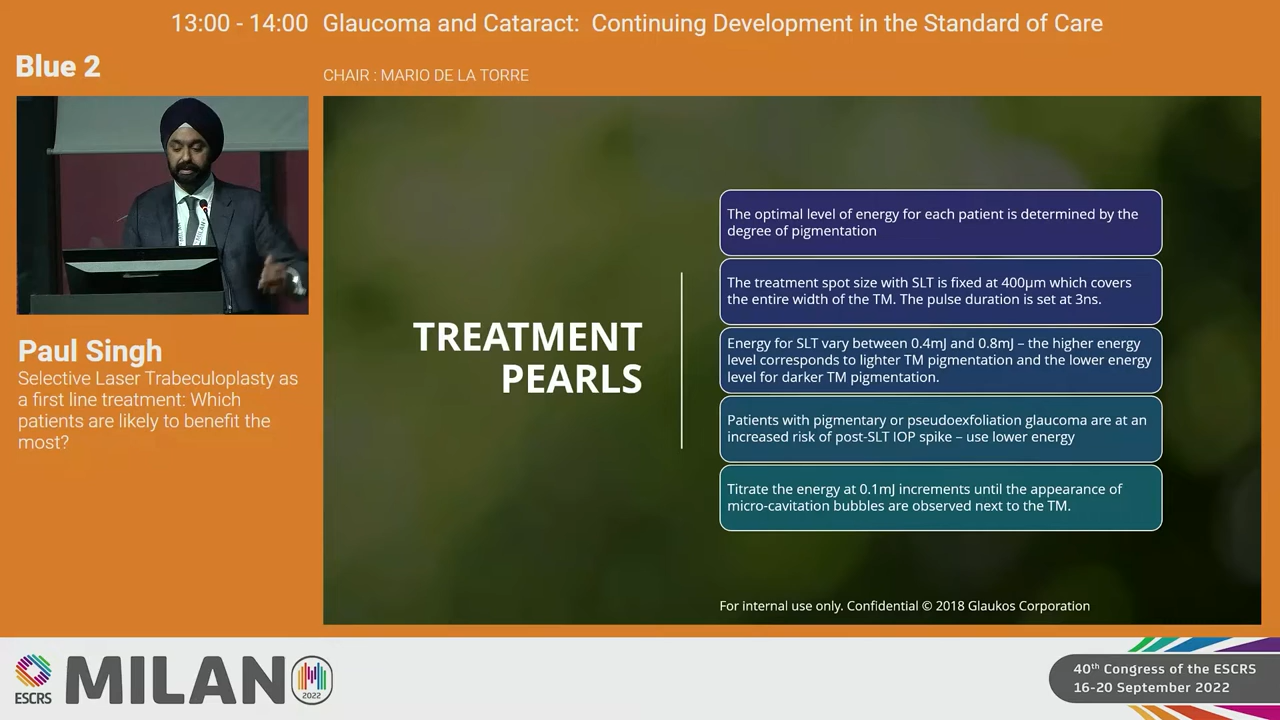 13:00 - 14:00 Glaucoma and Cataract: Continuing Development in the Standard of Care
Blue 2
CHAIR : MARIO DE LA TORRE
Paul Singh
Selective Laser Trabeculoplasty as
a first line treatment: Which
patients are likely to benefit the
most?
TREATMENT
PEARLS
The optimal level of energy for each patient is determined by the
degree of pigmentation
The treatment spot size with SLT is fixed at 400µm which covers
the entire width of the TM. The pulse duration is set at 3ns.
Energy for SLT vary between 0.4mJ and 0.8mJ – the higher energy
level corresponds to lighter TM pigmentation and the lower energy
level for darker TM pigmentation.
Patients with pigmentary or pseudoexfoliation glaucoma are at an
increased risk of post-SLT IOP spike – use lower energy
Titrate the energy at 0.1mJ increments until the appearance of
micro-cavitation bubbles are observed next to the TM.
For internal use only. Confidential © 2018 Glaukos Corporation
ESCRS
MILANO
2022
40th Congress of the ESCRS
16-20 September 2022